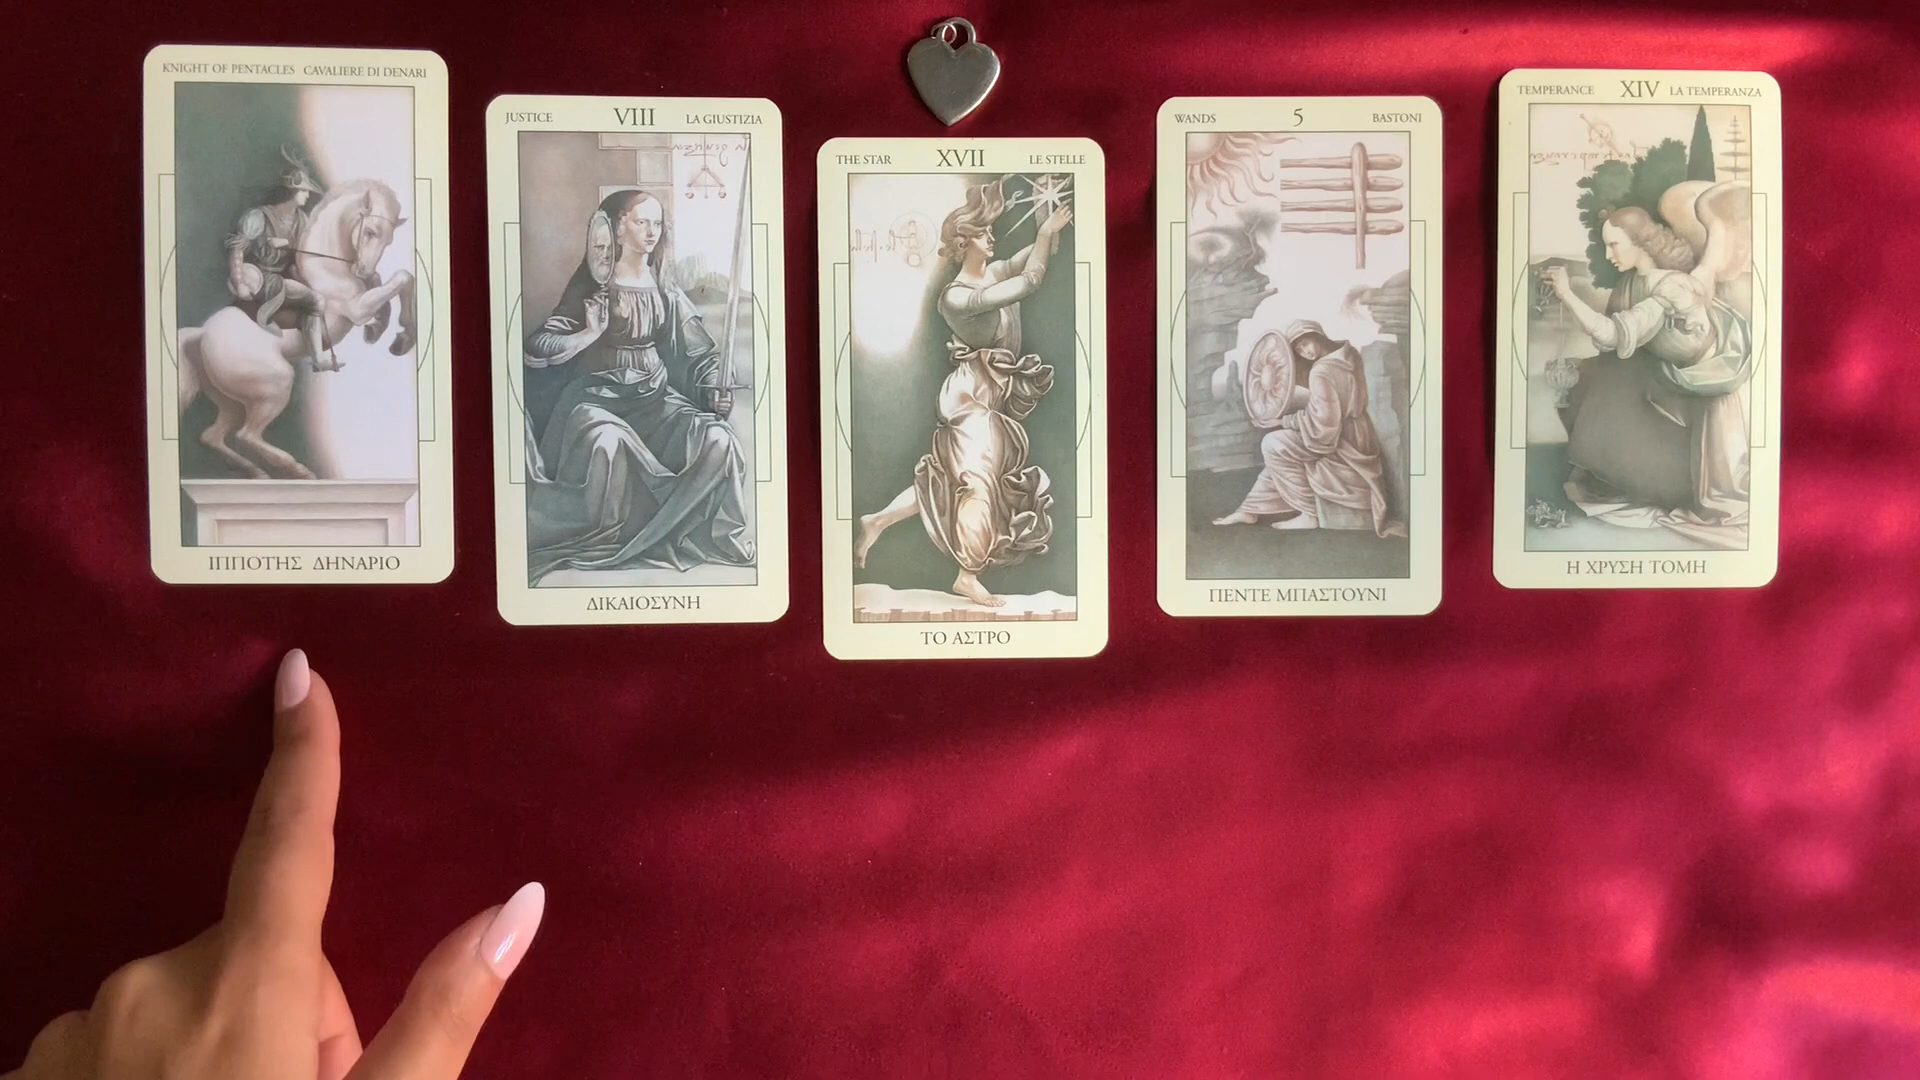 KNIGHT OF PENTACLES CAVALIERE DI DENARI
ΙΠΠΟΤΗΣ ΔΗΝΑΡΙΟ
JUSTICE VIII LA GIUSTIZIA
ΔΙΚΑΙΟΣΥΝΗ
THE STAR XVII LE STELLE
ΤΟ ΑΣΤΡΟ
WANDS 5 BASTONI
ΠΕΝΤΕ ΜΠΑΣΤΟΥΝΙ
TEMPERANCE XIV LA TEMPERANZA
Η ΧΡΥΣΗ ΤΟΜΗ